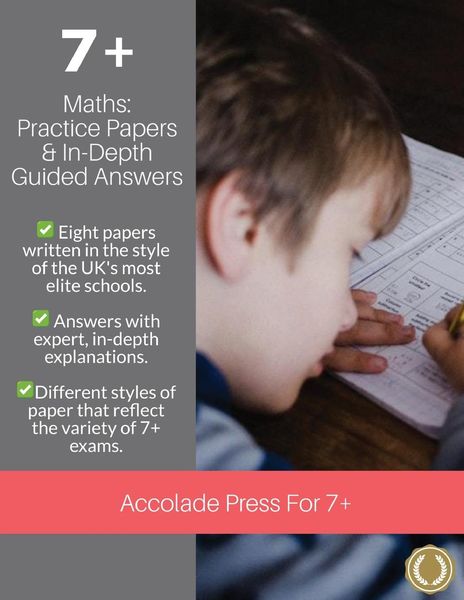 7+
Maths:
Practice Papers
& In-Depth
Guided Answers
Eight papers
written in the style
of the UK's most
elite schools.
Answers with
expert, in-depth
explanations.
Different styles of
paper that reflect
the variety of 7+
exams.
Accolade Press For 7+